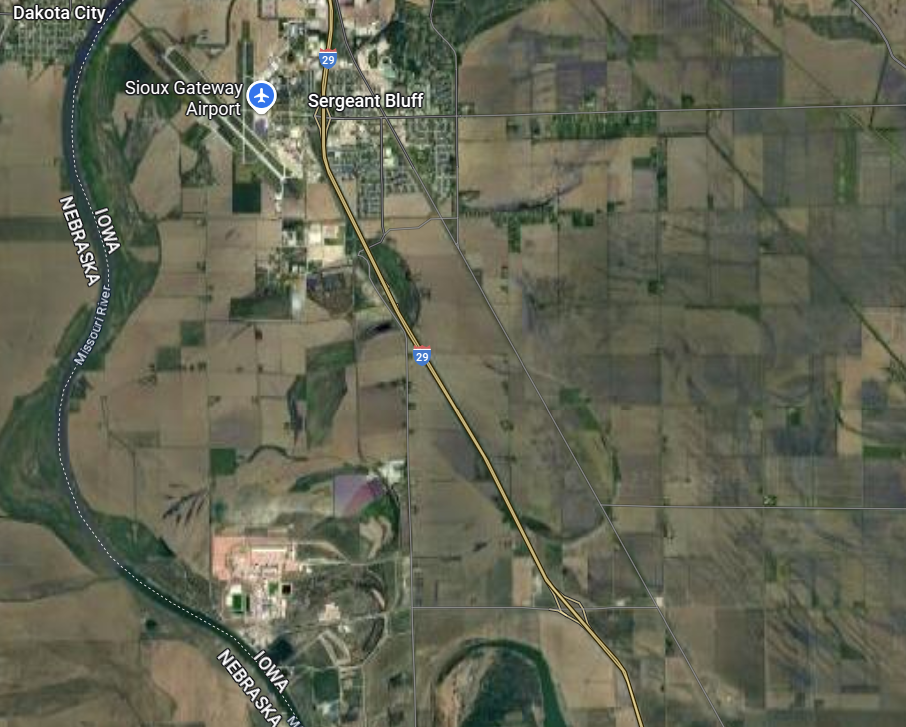 Dakota City
29
Sioux Gateway
Airport
Sergeant Bluff
IOWA
NEBRASKA
Missouri River
29
IOWA
NEBRASKA
M